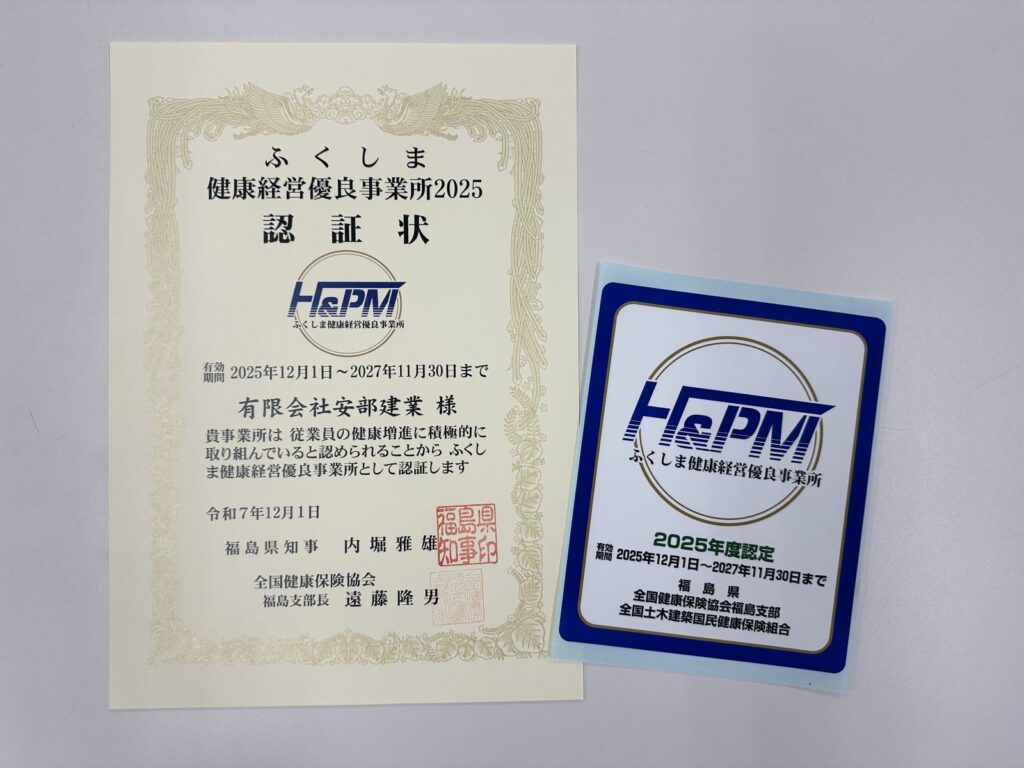 ふくしま
健康経営優良事業所2025
認証状
H&PM
ふくしま健康経営優良事業所
有効期間 2025年12月1日～2027年11月30日まで
有限会社安部建業 様
貴事業所は 従業員の健康増進に積極的に
取り組んでいると認められることから ふくし
ま健康経営優良事業所として認証します
令和7年12月1日
福島県知事 内堀雅雄
福島県
知事印
全国健康保険協会
福島支部長 遠藤隆男
H&PM
ふくしま健康経営優良事業所
2025年度認定
有効期間 2025年12月1日～2027年11月30日まで
福島県
全国健康保険協会福島支部
全国土木建築国民健康保険組合